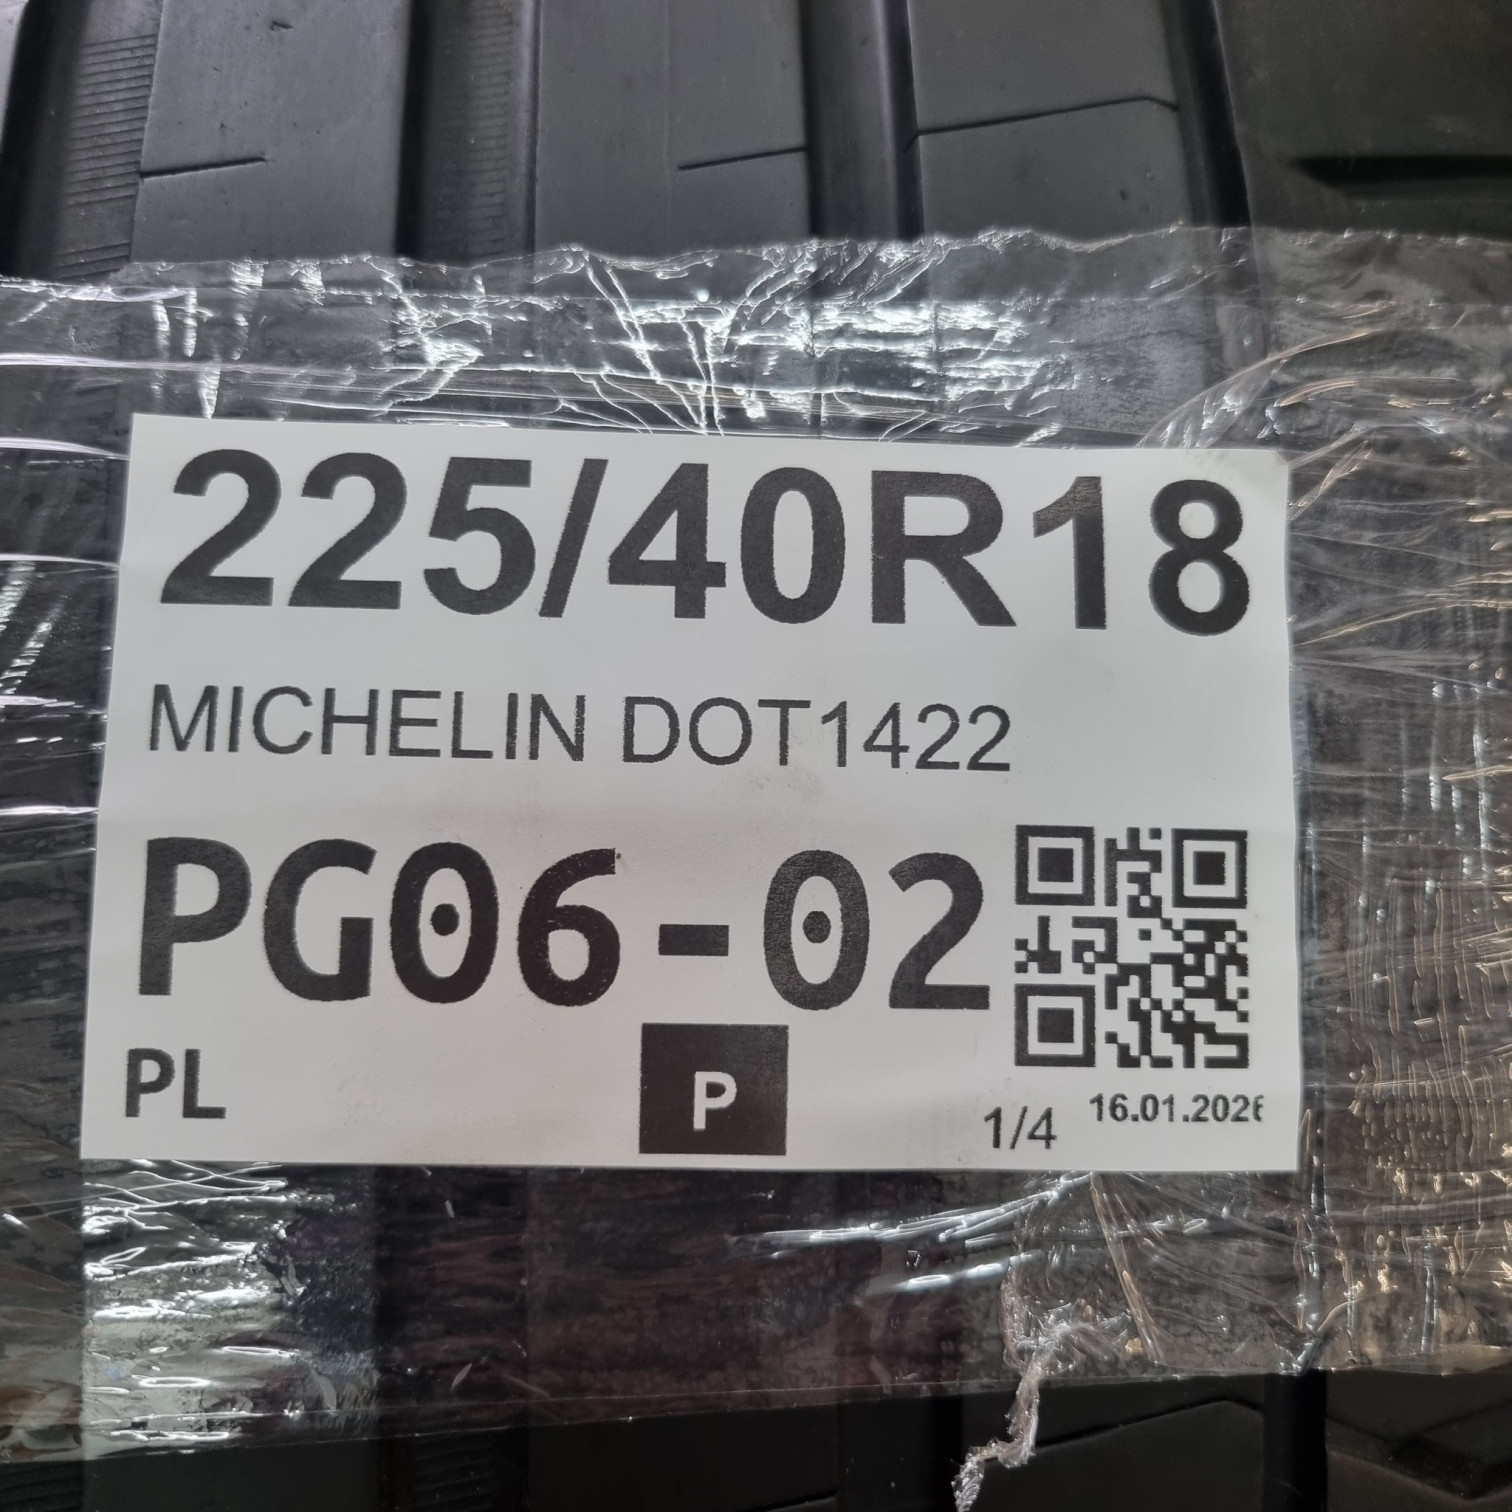 225/40R18
MICHELIN DOT1422
PG06-02
PL
P
1/4
16.01.2026